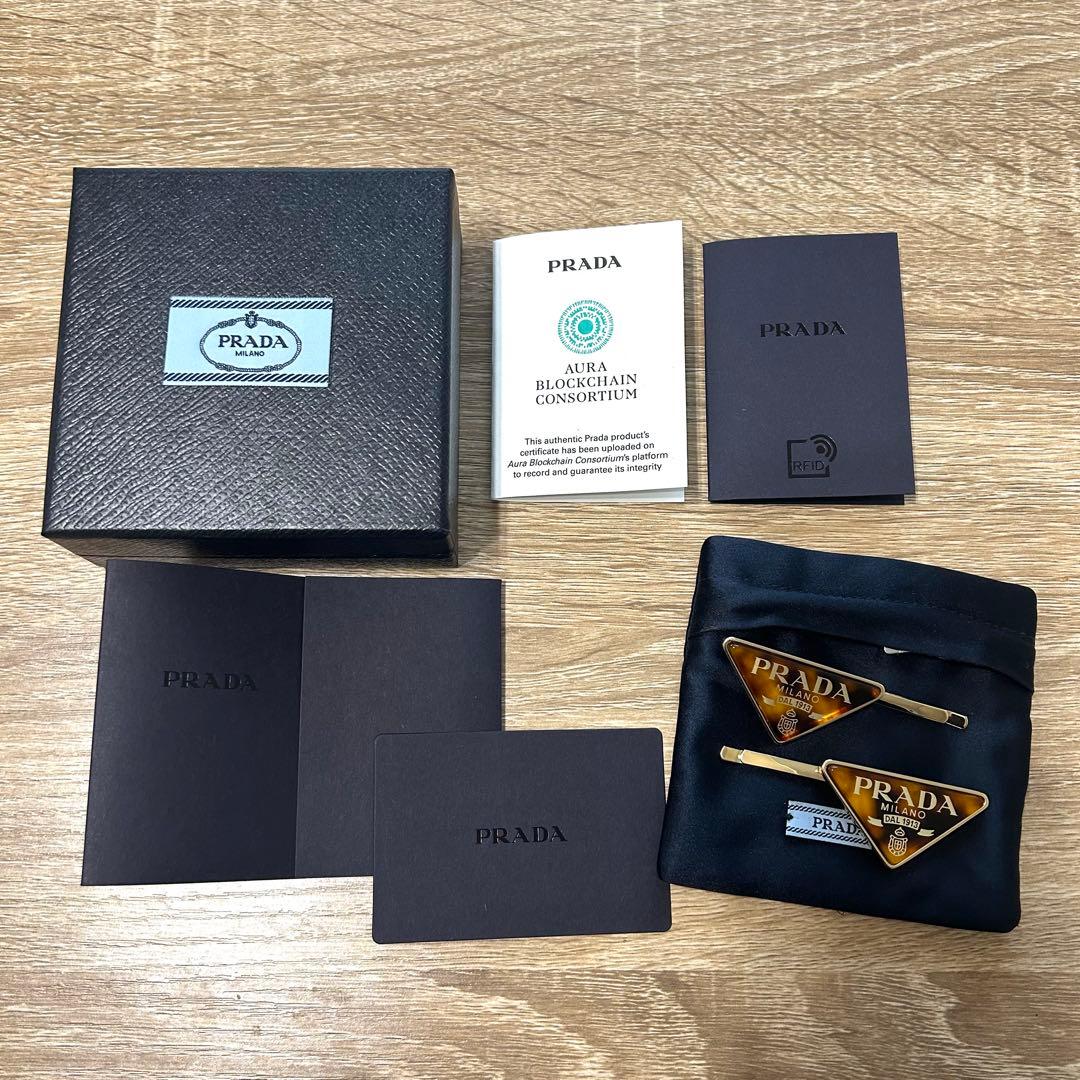 PRADA
MILANO
PRADA
AURA
BLOCKCHAIN
CONSORTIUM
This authentic Prada product's
certificate has been uploaded on
Aura Blockchain Consortium's platform
to record and guarantee its integrity
PRADA
RFID
PRADA
PRADA
PRADA
MILANO
DAL 1913
PRADA
MILANO
DAL 1913
PRADA